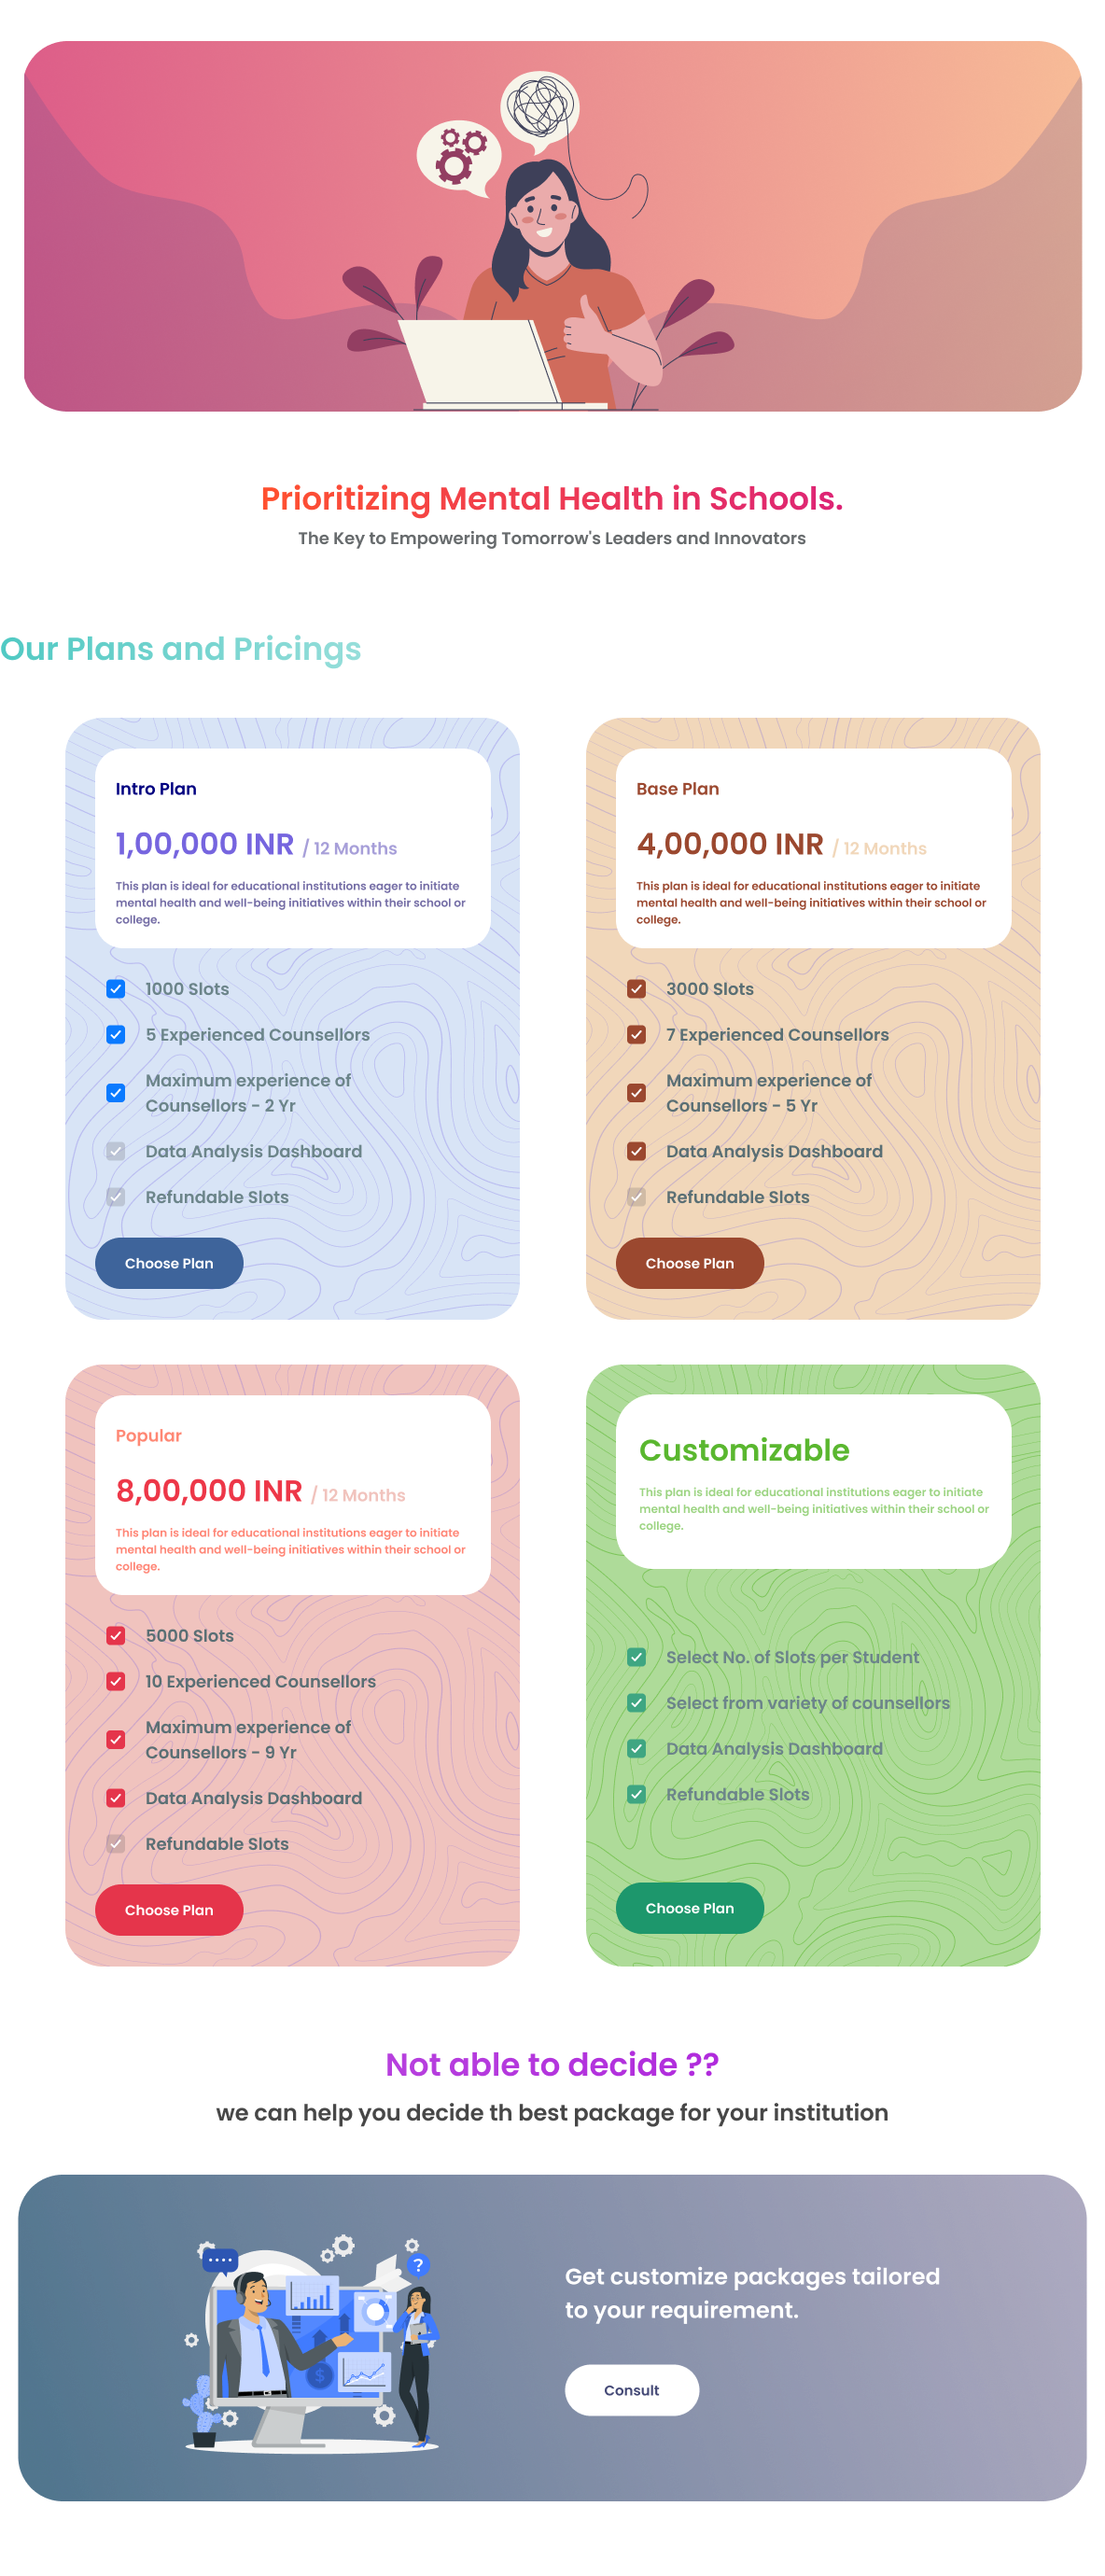 Prioritizing Mental Health in Schools.
The Key to Empowering Tomorrow's Leaders and Innovators
Our Plans and Pricings
Intro Plan
1,00,000 INR / 12 Months
This plan is ideal for educational institutions eager to initiate
mental health and well-being initiatives within their school or
college.
1000 Slots
5 Experienced Counsellors
Maximum experience of
Counsellors - 2 Yr
Data Analysis Dashboard
Refundable Slots
Choose Plan
Base Plan
4,00,000 INR / 12 Months
This plan is ideal for educational institutions eager to initiate
mental health and well-being initiatives within their school or
college.
3000 Slots
7 Experienced Counsellors
Maximum experience of
Counsellors - 5 Yr
Data Analysis Dashboard
Refundable Slots
Choose Plan
Popular
8,00,000 INR / 12 Months
This plan is ideal for educational institutions eager to initiate
mental health and well-being initiatives within their school or
college.
5000 Slots
10 Experienced Counsellors
Maximum experience of
Counsellors - 9 Yr
Data Analysis Dashboard
Refundable Slots
Choose Plan
Customizable
This plan is ideal for educational institutions eager to initiate
mental health and well-being initiatives within their school or
college.
Select No. of Slots per Student
Select from variety of counsellors
Data Analysis Dashboard
Refundable Slots
Choose Plan
Not able to decide ??
we can help you decide th best package for your institution
?
$
Get customize packages tailored
to your requirement.
Consult